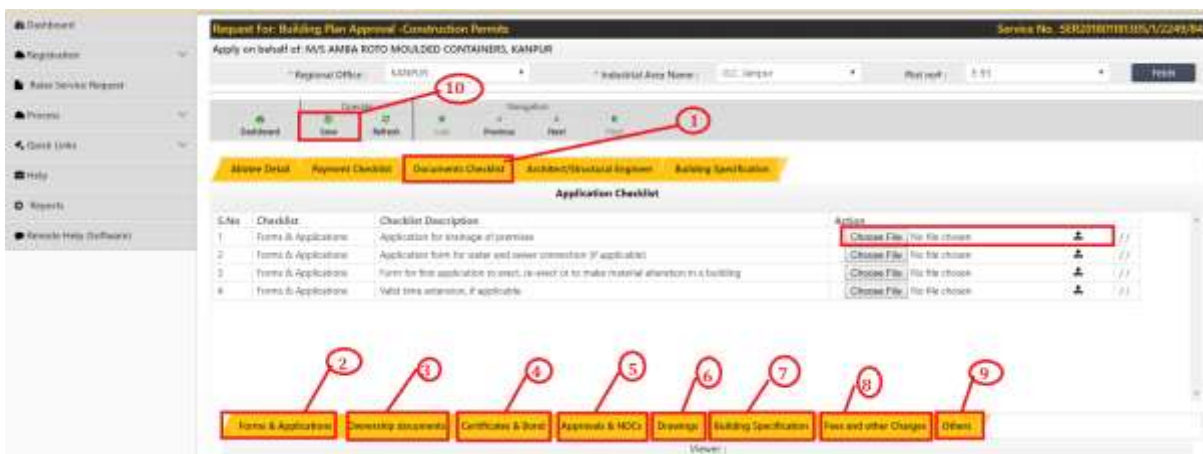 Dashboard
Registration
Raise Service Request
Process
Quick Links
Help
Reports
Remote Help (Software)
Request For: Building Plan Approval -Construction Permits
Apply on behalf of: M/S AMBA ROTO MOULDED CONTAINERS, KANPUR
* Regional Office : KANPUR * Industrial Area Name : Plot no# :
10
1
Dashboard Save Refresh Previous Next
Allottee Detail Payment Checklist Documents Checklist Architect/Structural Engineer Building Specification
Application Checklist
S.No Checklist Checklist Description Action
1 Forms & Applications Application for drainage of premises Choose File No file chosen
2 Forms & Applications Application form for water and sewer connection (if applicable) Choose File No file chosen
3 Forms & Applications Form for first application to erect, re-erect or to make material alteration in a building Choose File No file chosen
4 Forms & Applications Valid time extension, if applicable Choose File No file chosen
2 3 4 5 6 7 8 9
Forms & Applications Ownership documents Certificates & Bond Approvals & NOCs Drawings Building Specification Fees and other Charges Others
Viewer :